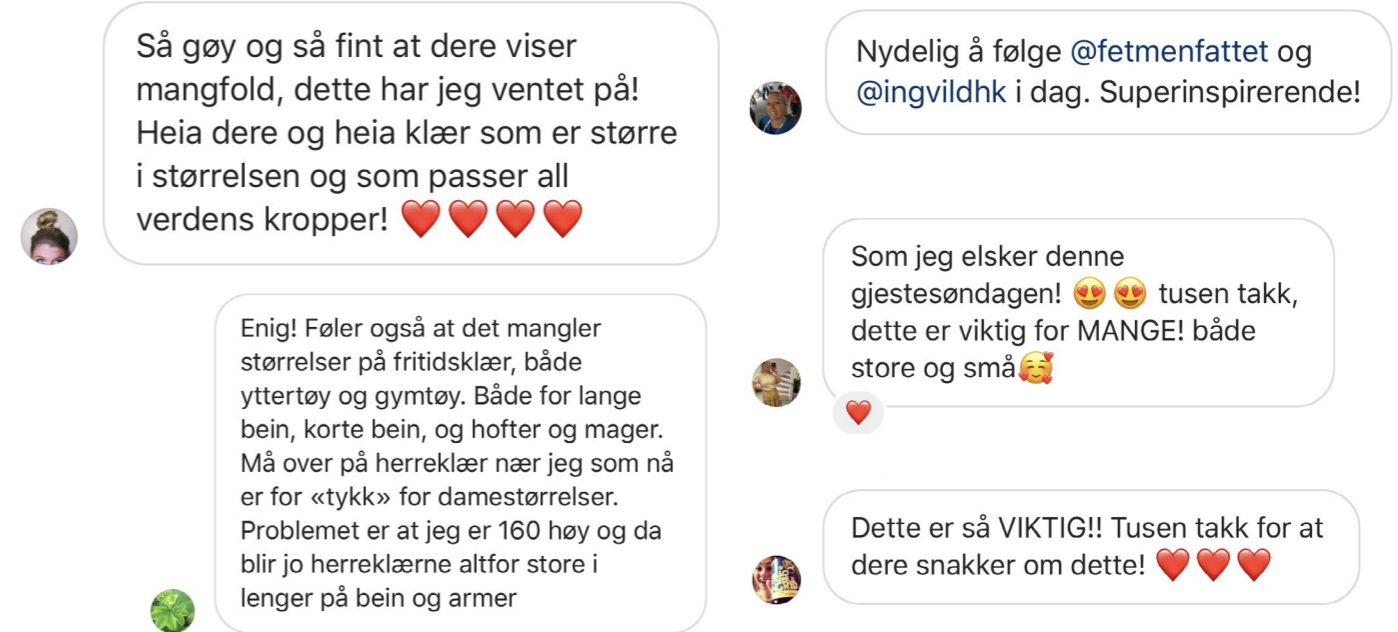 Så gøy og så fint at dere viser
mangfold, dette har jeg ventet på!
Heia dere og heia klær som er større
i størrelsen og som passer all
verdens kropper! ❤️❤️❤️❤️
Enig! Føler også at det mangler
størrelser på fritidsklær, både
yttertøy og gymtøy. Både for lange
bein, korte bein, og hofter og mager.
Må over på herreklær nær jeg som nå
er for «tykk» for damestørrelser.
Problemet er at jeg er 160 høy og da
blir jo herreklærne altfor store i
lenger på bein og armer
Nydelig å følge @fetmenfattet og
@ingvildhk i dag. Superinspirerende!
Som jeg elsker denne
gjestesøndagen! 😍😍 tusen takk,
dette er viktig for MANGE! både
store og små🥰
❤️
Dette er så VIKTIG!! Tusen takk for at
dere snakker om dette! ❤️❤️❤️